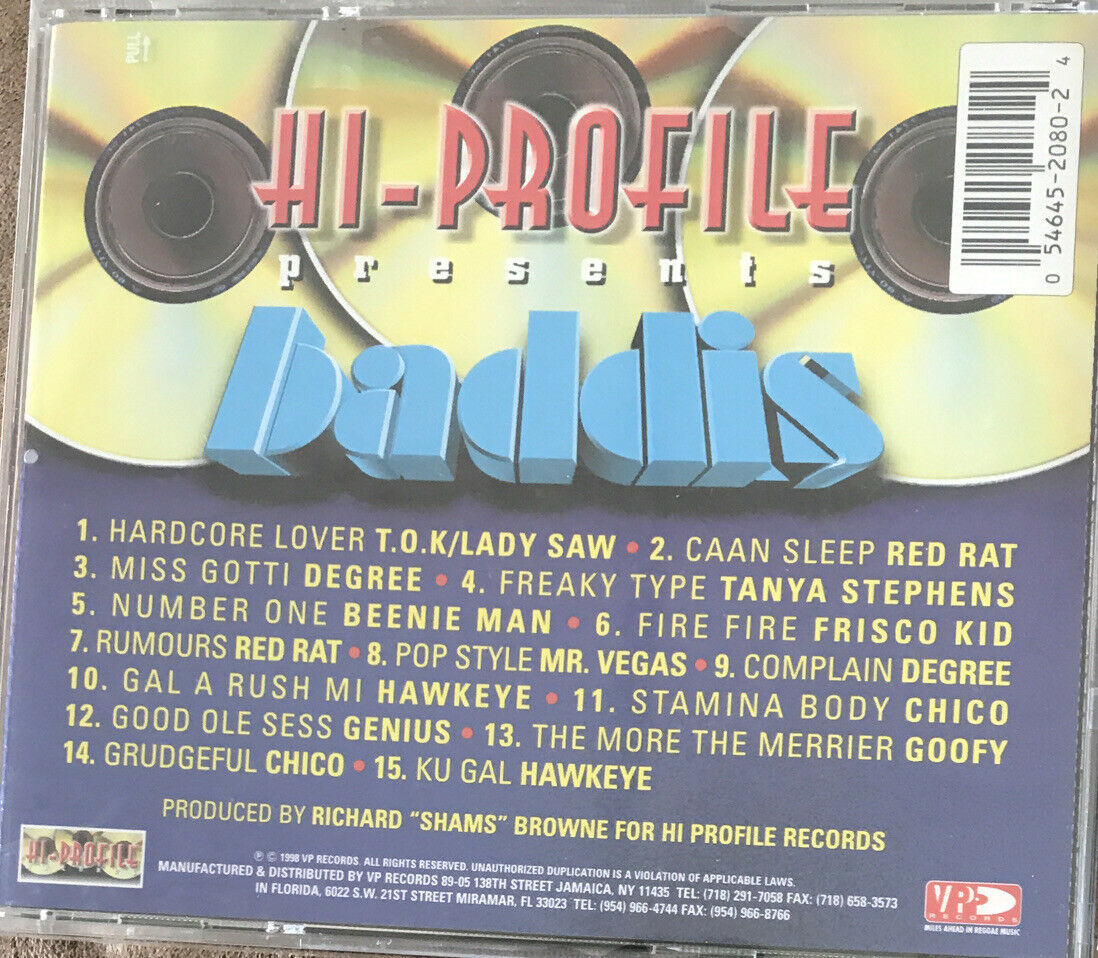 PULL
HI-PROFILE
presents
baddis
0 54645-2080-2 4
1. HARDCORE LOVER T.O.K/LADY SAW • 2. CAAN SLEEP RED RAT
3. MISS GOTTI DEGREE • 4. FREAKY TYPE TANYA STEPHENS
5. NUMBER ONE BEENIE MAN • 6. FIRE FIRE FRISCO KID
7. RUMOURS RED RAT • 8. POP STYLE MR. VEGAS • 9. COMPLAIN DEGREE
10. GAL A RUSH MI HAWKEYE • 11. STAMINA BODY CHICO
12. GOOD OLE SESS GENIUS • 13. THE MORE THE MERRIER GOOFY
14. GRUDGEFUL CHICO • 15. KU GAL HAWKEYE
PRODUCED BY RICHARD "SHAMS" BROWNE FOR HI PROFILE RECORDS
HI-PROFILE
℗ © 1998 VP RECORDS. ALL RIGHTS RESERVED. UNAUTHORIZED DUPLICATION IS A VIOLATION OF APPLICABLE LAWS.
MANUFACTURED & DISTRIBUTED BY VP RECORDS 89-05 138TH STREET JAMAICA, NY 11435 TEL: (718) 291-7058 FAX: (718) 658-3573
IN FLORIDA, 6022 S.W. 21ST STREET MIRAMAR, FL 33023 TEL: (954) 966-4744 FAX: (954) 966-8766
VP
RECORDS
MILES AHEAD IN REGGAE MUSIC